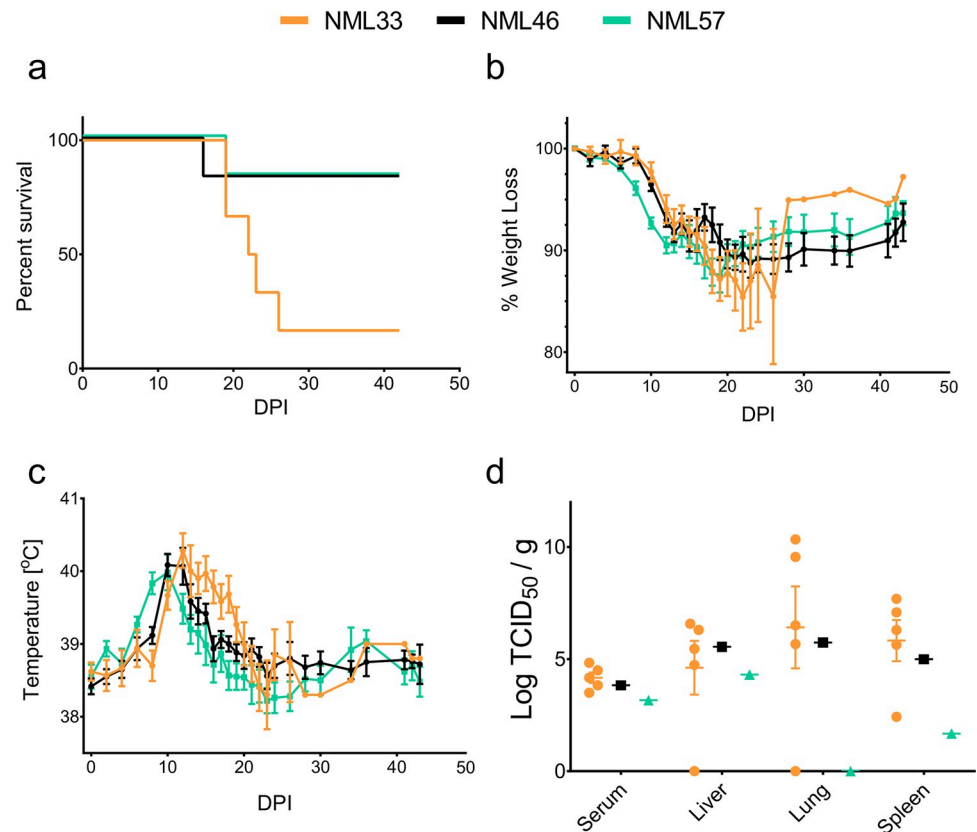 NML33 NML46 NML57
a
Percent survival
100
50
0
0 10 20 30 40 50
DPI
b
% Weight Loss
100
90
80
0 10 20 30 40 50
DPI
c
Temperature [ºC]
41
40
39
38
0 10 20 30 40 50
DPI
d
Log TCID50 / g
10
5
0
Serum Liver Lung Spleen